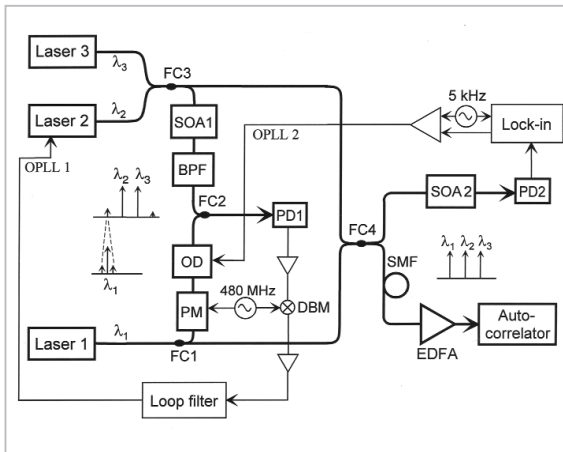 Laser 3
λ3
FC3
λ2
Laser 2
OPLL 1
SOA1
BPF
FC2
PD1
OPLL 2
5 kHz
Lock-in
SOA 2
PD2
FC4
λ2 λ3
λ1
OD
480 MHz
DBM
PM
SMF
λ1 λ2 λ3
Laser 1
λ1
FC1
EDFA
Auto-
correlator
Loop filter